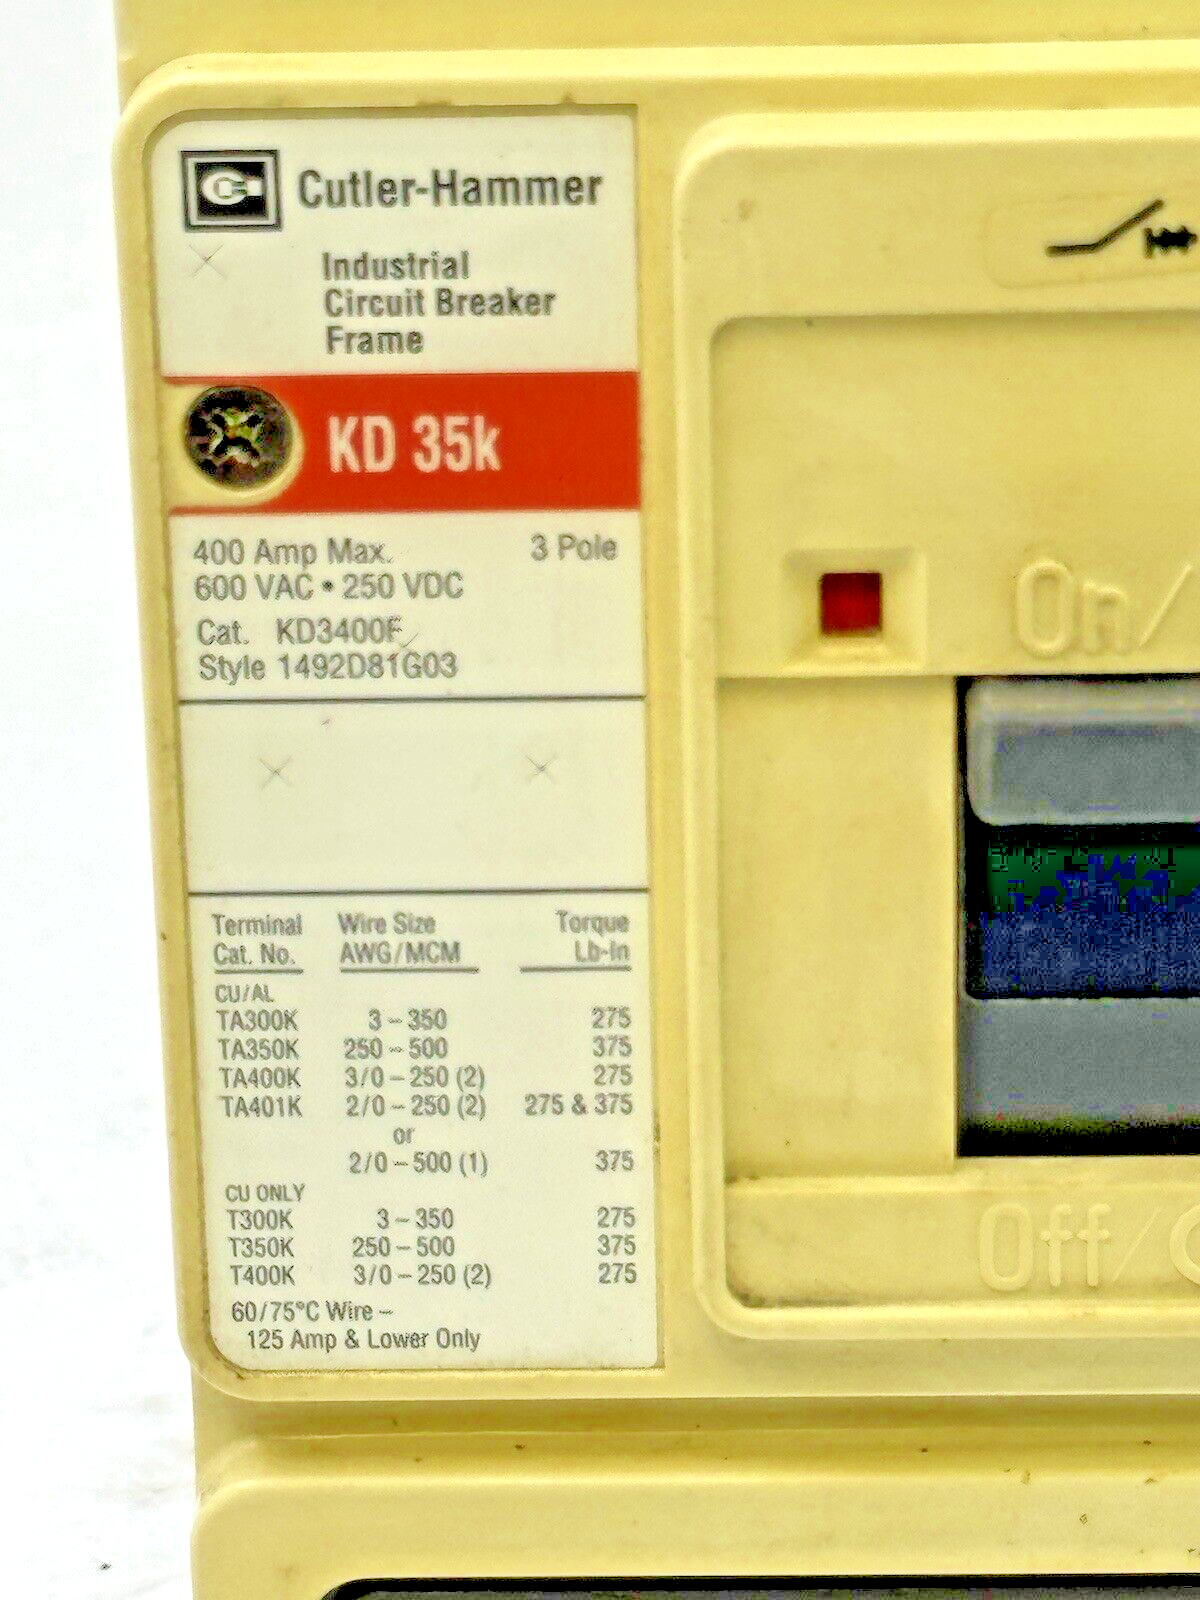 Cutler-Hammer
Industrial
Circuit Breaker
Frame
KD 35k
400 Amp Max. 3 Pole
600 VAC • 250 VDC
Cat. KD3400F
Style 1492D81G03
Terminal Wire Size Torque
Cat. No. AWG/MCM Lb-In
CU/AL
TA300K 3 – 350 275
TA350K 250 – 500 375
TA400K 3/0 – 250 (2) 275
TA401K 2/0 – 250 (2) 275 & 375
or
2/0 – 500 (1) 375
CU ONLY
T300K 3 – 350 275
T350K 250 – 500 375
T400K 3/0 – 250 (2) 275
60/75°C Wire –
125 Amp & Lower Only
On/
Off/